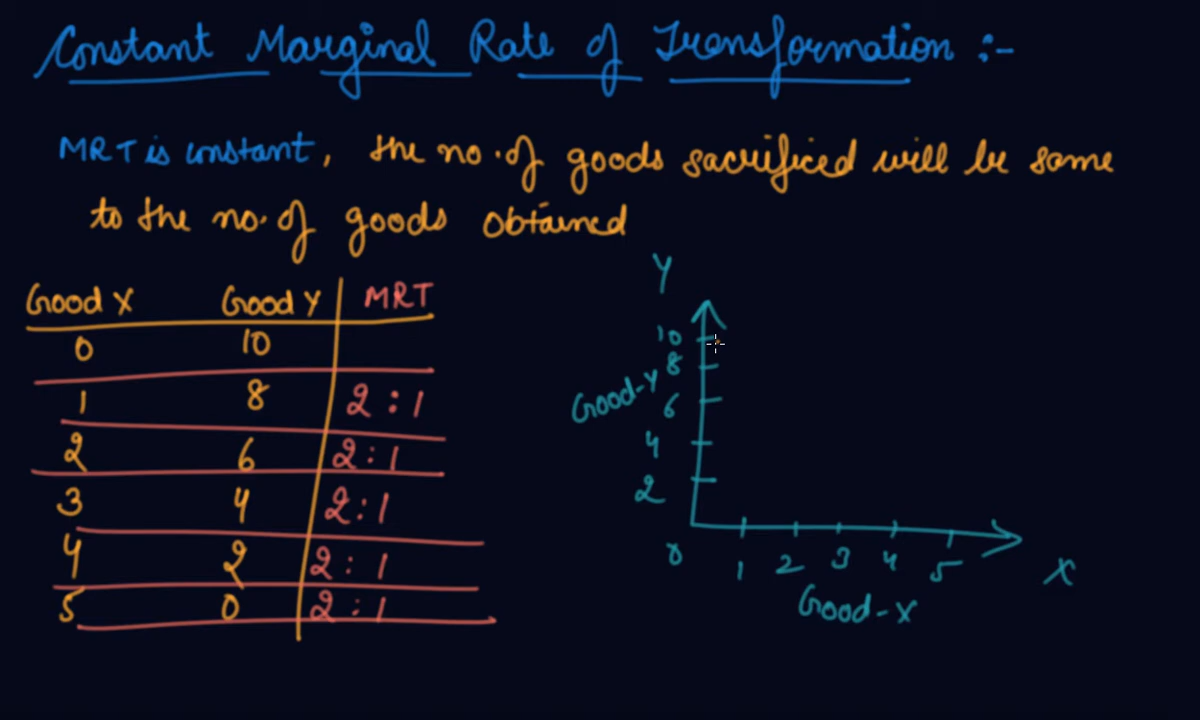 Constant Marginal Rate of Transformation :-
MRT is constant, the no. of goods sacrificed will be same
to the no. of goods obtained
Good X Good Y MRT
0 10
1 8 2 : 1
2 6 2 : 1
3 4 2 : 1
4 2 2 : 1
5 0 2 : 1
Y
10
8
Good-Y
6
4
2
0 1 2 3 4 5 X
Good-X